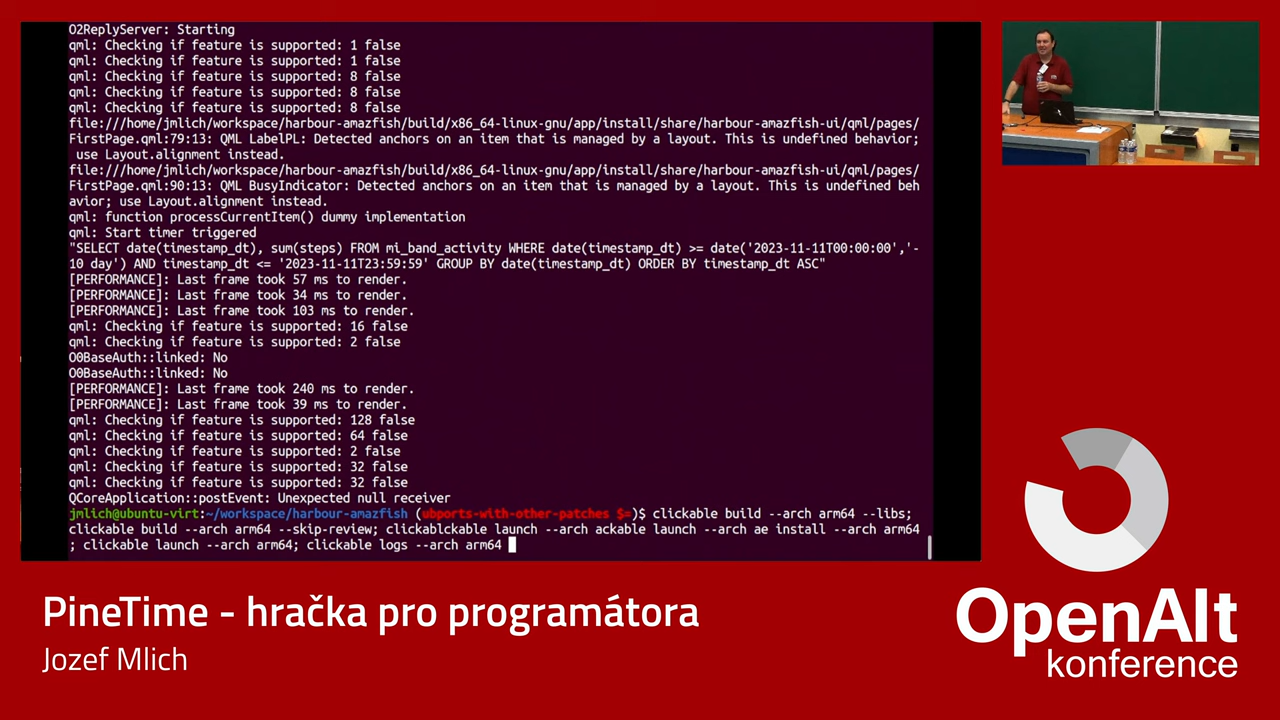 O2ReplyServer: Starting
qml: Checking if feature is supported: 1 false
qml: Checking if feature is supported: 1 false
qml: Checking if feature is supported: 8 false
qml: Checking if feature is supported: 8 false
qml: Checking if feature is supported: 8 false
file:///home/jmlich/workspace/harbour-amazfish/build/x86_64-linux-gnu/app/install/share/harbour-amazfish-ui/qml/pages/
FirstPage.qml:79:13: QML LabelPL: Detected anchors on an item that is managed by a layout. This is undefined behavior;
 use Layout.alignment instead.
file:///home/jmlich/workspace/harbour-amazfish/build/x86_64-linux-gnu/app/install/share/harbour-amazfish-ui/qml/pages/
FirstPage.qml:90:13: QML BusyIndicator: Detected anchors on an item that is managed by a layout. This is undefined beh
avior; use Layout.alignment instead.
qml: function processCurrentItem() dummy implementation
qml: Start timer triggered
"SELECT date(timestamp_dt), sum(steps) FROM mi_band_activity WHERE date(timestamp_dt) >= date('2023-11-11T00:00:00','-
10 day') AND timestamp_dt <= '2023-11-11T23:59:59' GROUP BY date(timestamp_dt) ORDER BY timestamp_dt ASC"
[PERFORMANCE]: Last frame took 57 ms to render.
[PERFORMANCE]: Last frame took 34 ms to render.
[PERFORMANCE]: Last frame took 103 ms to render.
qml: Checking if feature is supported: 16 false
qml: Checking if feature is supported: 2 false
O0BaseAuth::linked: No
O0BaseAuth::linked: No
[PERFORMANCE]: Last frame took 240 ms to render.
[PERFORMANCE]: Last frame took 39 ms to render.
qml: Checking if feature is supported: 128 false
qml: Checking if feature is supported: 64 false
qml: Checking if feature is supported: 2 false
qml: Checking if feature is supported: 32 false
qml: Checking if feature is supported: 32 false
QCoreApplication::postEvent: Unexpected null receiver
jmlich@ubuntu-virt:~/workspace/harbour-amazfish (ubports-with-other-patches $=)$ clickable build --arch arm64 --libs;
clickable build --arch arm64 --skip-review; clickablckable launch --arch ackable launch --arch ae install --arch arm64
; clickable launch --arch arm64; clickable logs --arch arm64
PineTime - hračka pro programátora
Jozef Mlich
OpenAlt
konference